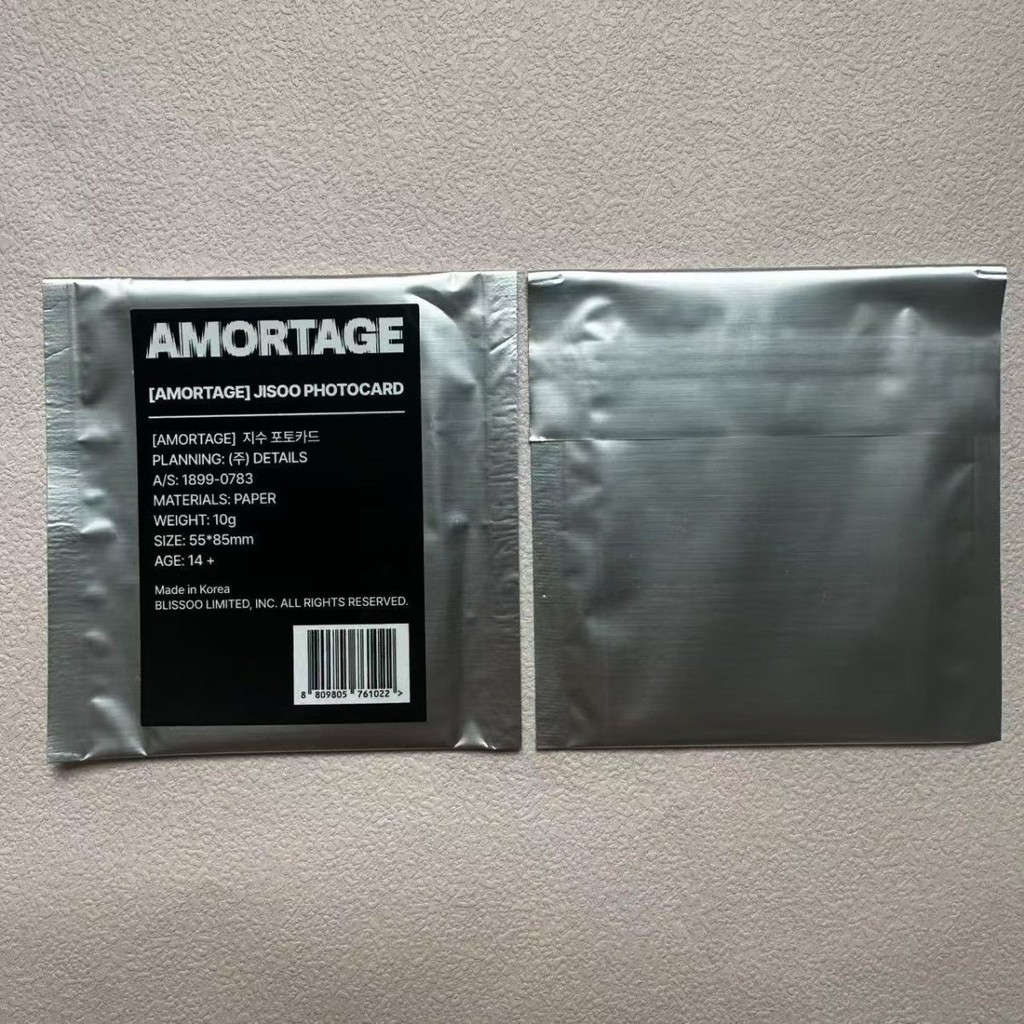 AMORTAGE
[AMORTAGE] JISOO PHOTOCARD
[AMORTAGE] 지수 포토카드
PLANNING: (주) DETAILS
A/S: 1899-0783
MATERIALS: PAPER
WEIGHT: 10g
SIZE: 55*85mm
AGE: 14 +
Made in Korea
BLISSOO LIMITED, INC. ALL RIGHTS RESERVED.
8 809805 761022 >